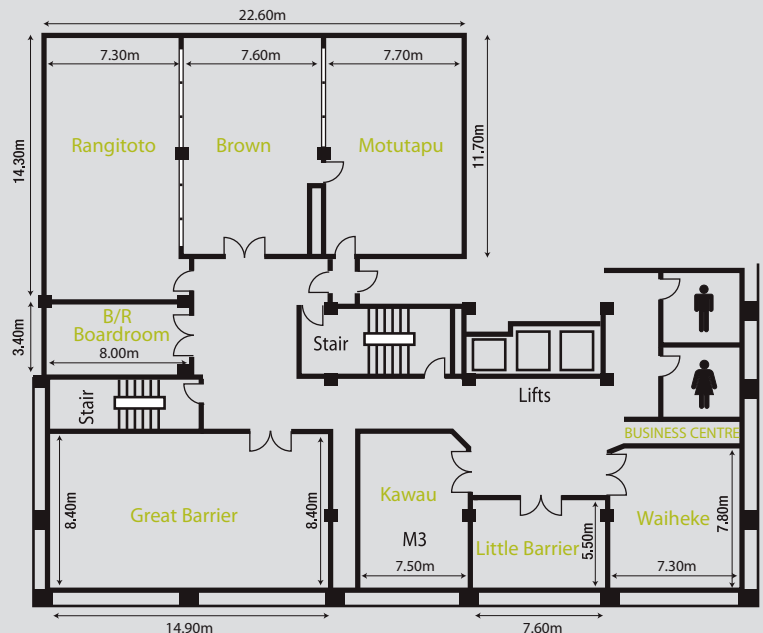 22.60m
7.30m
7.60m
7.70m
Rangitoto
Brown
Motutapu
14.30m
11.70m
B/R
Boardroom
8.00m
3.40m
Stair
Stair
Lifts
BUSINESS CENTRE
8.40m
Great Barrier
8.40m
Kawau
M3
7.50m
Little Barrier
5.50m
Waiheke
7.80m
7.30m
14.90m
7.60m